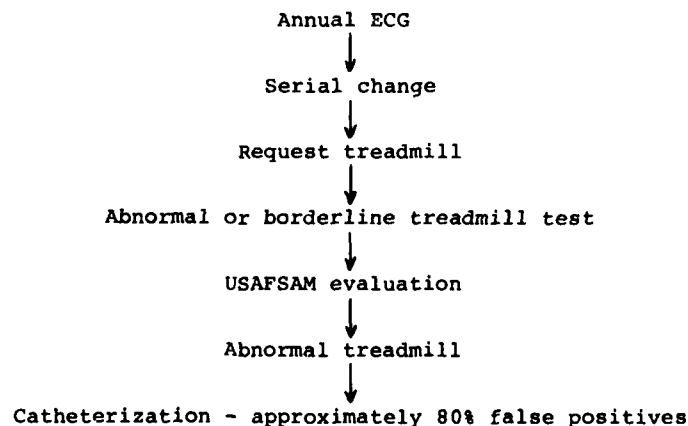 Annual ECG
Serial change
Request treadmill
Abnormal or borderline treadmill test
USAFSAM evaluation
Abnormal treadmill
Catheterization - approximately 80% false positives